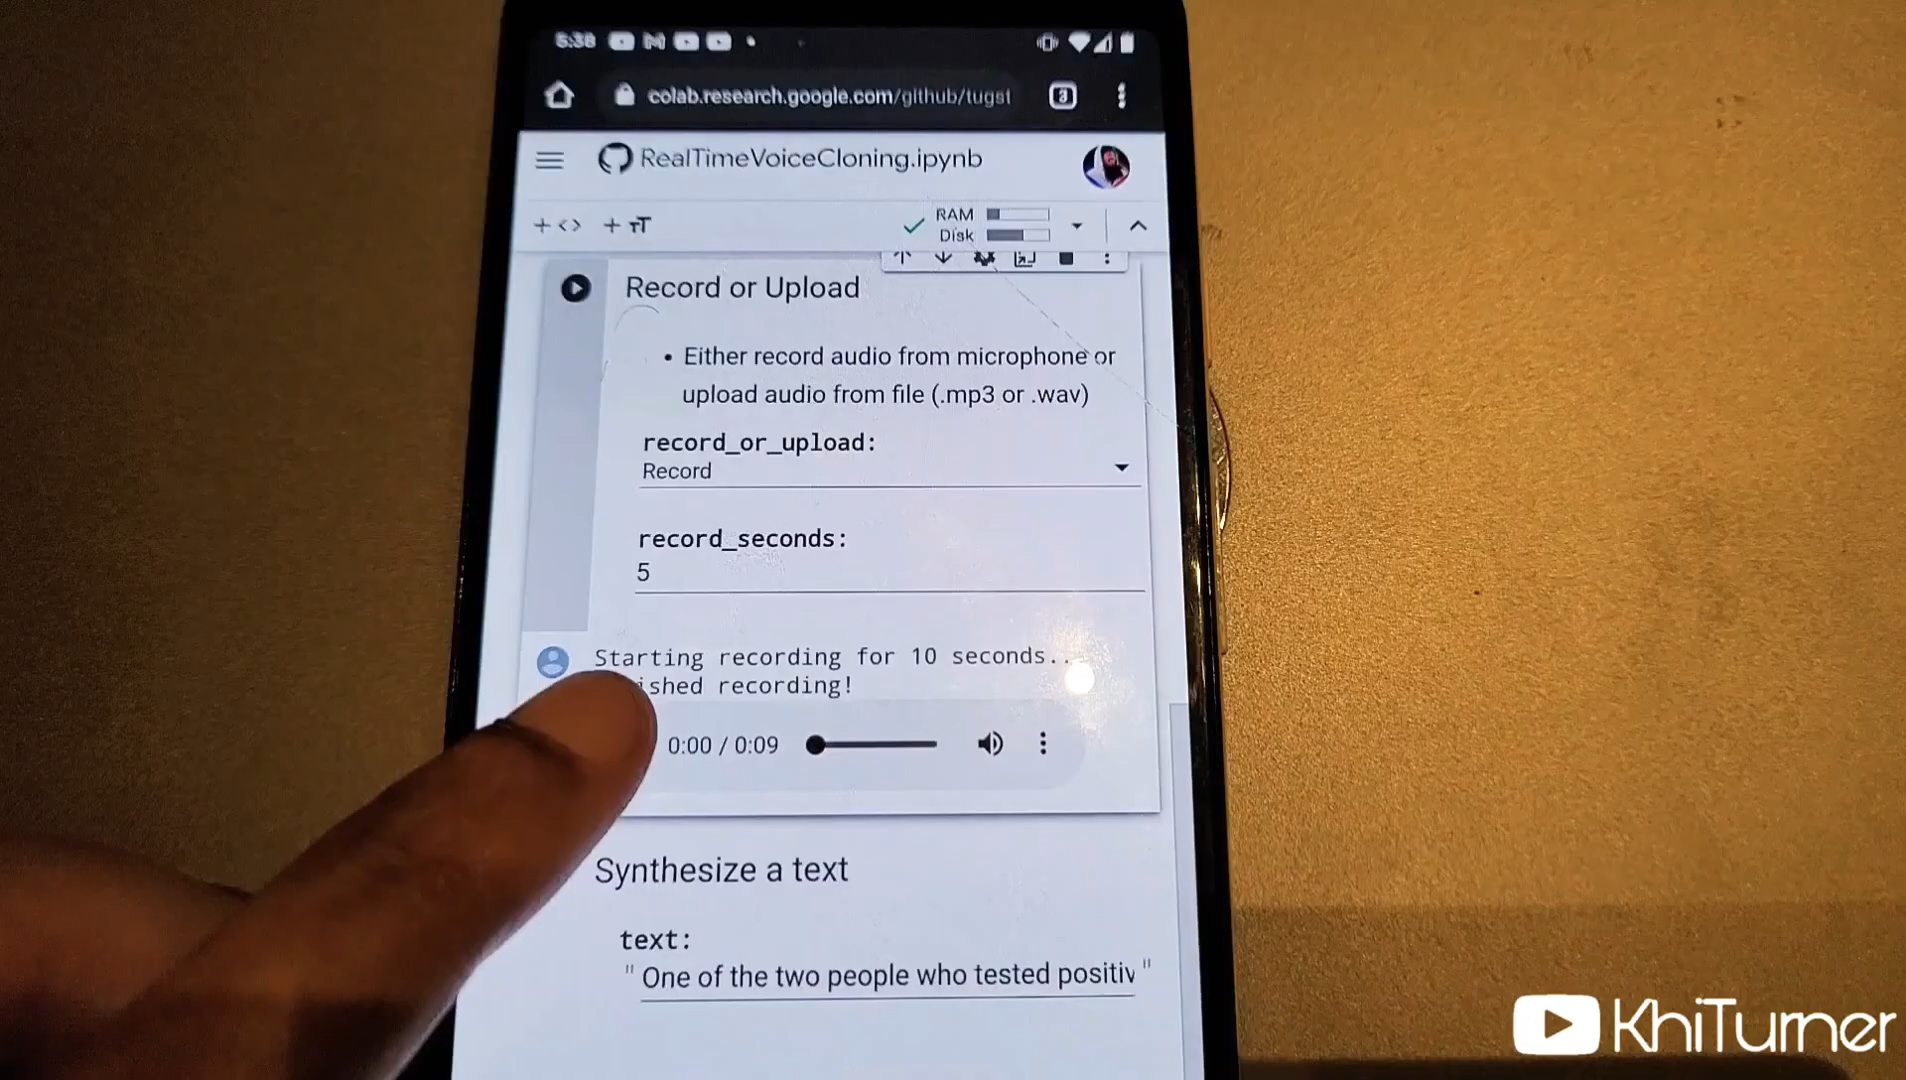 5:38
colab.research.google.com/github/tugst
3
RealTimeVoiceCloning.ipynb
RAM
Disk
Record or Upload
• Either record audio from microphone or
upload audio from file (.mp3 or .wav)
record_or_upload:
Record
record_seconds:
5
Starting recording for 10 seconds..
ished recording!
0:00 / 0:09
Synthesize a text
text:
" One of the two people who tested positiv "
KhiTurner